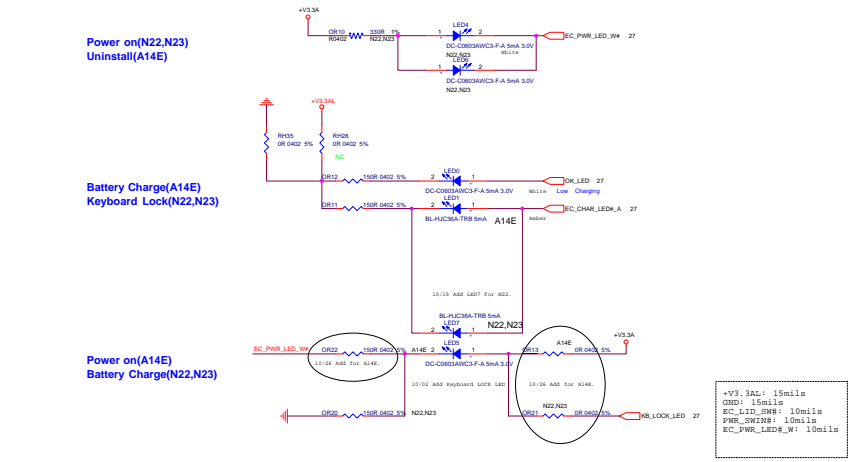 +V3.3A
LED4
OR10 330R 1%
R0402 N22,N23
1 2
EC_PWR_LED_W# 27
DC-C0603AWC3-F-A 5mA 3.0V
N22,N23 White
LED6
1 2
DC-C0603AWC3-F-A 5mA 3.0V
N22,N23
Power on(N22,N23)
Uninstall(A14E)
+V3.3AL
RH35
0R 0402 5%
RH28
0R 0402 5%
NC
LED0
OR12 150R 0402 5% 2 1
OK_LED 27
DC-C0603AWC3-F-A 5mA 3.0V
White Low Charging
LED1
OR11 150R 0402 5% 2 1
EC_CHAR_LED#_A 27
BL-HJC36A-TRB 5mA
A14E
Amber
Battery Charge(A14E)
Keyboard Lock(N22,N23)
10/15 Add LED7 for N22.
BL-HJC36A-TRB 5mA
LED7
N22,N23
2 1
+V3.3A
EC_PWR_LED_W#
OR22 150R 0402 5%
A14E
LED5
2 1
A14E
OR13 0R 0402 5%
DC-C0603AWC3-F-A 5mA 3.0V
10/26 Add for A14E.
10/02 Add Keyboard LOCK LED
10/26 Add for A14E.
Power on(A14E)
Battery Charge(N22,N23)
OR20 150R 0402 5%
N22,N23
N22,N23
OR21 0R 0402 5%
KB_LOCK_LED 27
+V3.3AL: 15mils
GND: 15mils
EC_LID_SW#: 10mils
PWR_SWIN#: 10mils
EC_PWR_LED#_W: 10mils